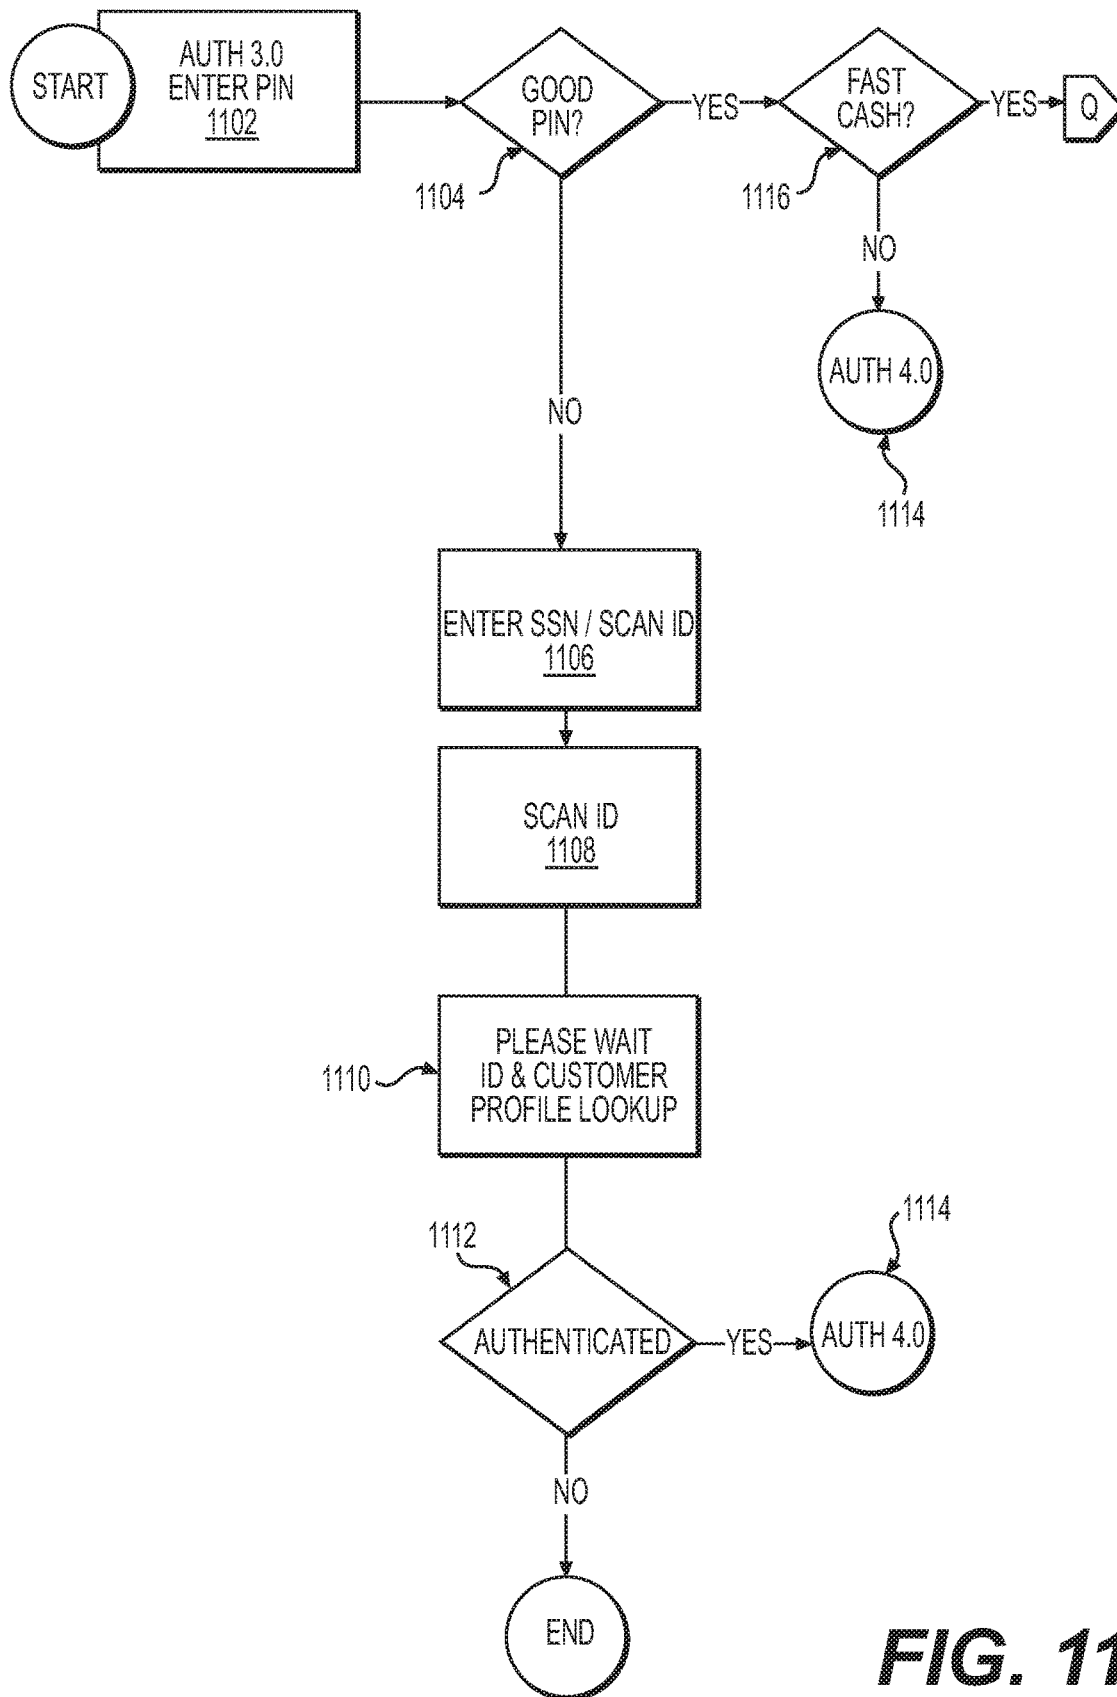 START
AUTH 3.0
ENTER PIN
1102
GOOD
PIN?
1104
YES
FAST
CASH?
1116
YES
Q
NO
AUTH 4.0
1114
NO
ENTER SSN / SCAN ID
1106
SCAN ID
1108
PLEASE WAIT
ID & CUSTOMER
PROFILE LOOKUP
1110
1112
AUTHENTICATED
YES
AUTH 4.0
1114
NO
END
FIG. 11